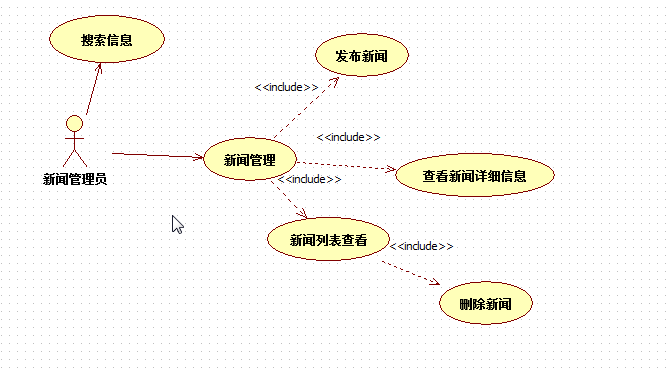 搜索信息
发布新闻
<<include>>
新闻管理员
<<include>>
新闻管理
查看新闻详细信息
<<include>>
新闻列表查看
<<include>>
删除新闻